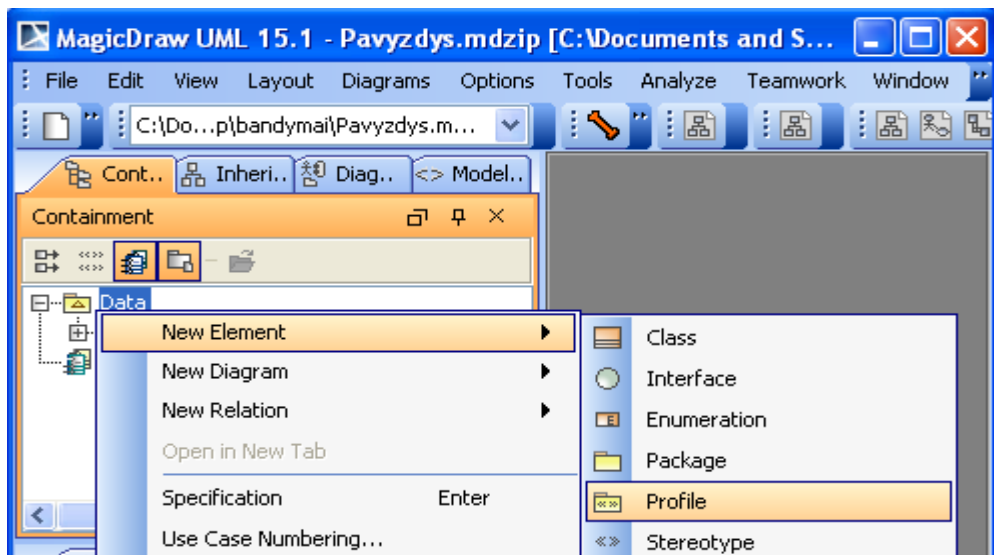 MagicDraw UML 15.1 - Pavyzdys.mdzip [C:\Documents and S...
File Edit View Layout Diagrams Options Tools Analyze Teamwork Window
C:\Do...p\bandymai\Pavyzdys.m...
Cont.. Inheri.. Diag.. <> Model..
Containment
Data
New Element
New Diagram
New Relation
Open in New Tab
Specification Enter
Use Case Numbering...
Class
Interface
Enumeration
Package
Profile
Stereotype